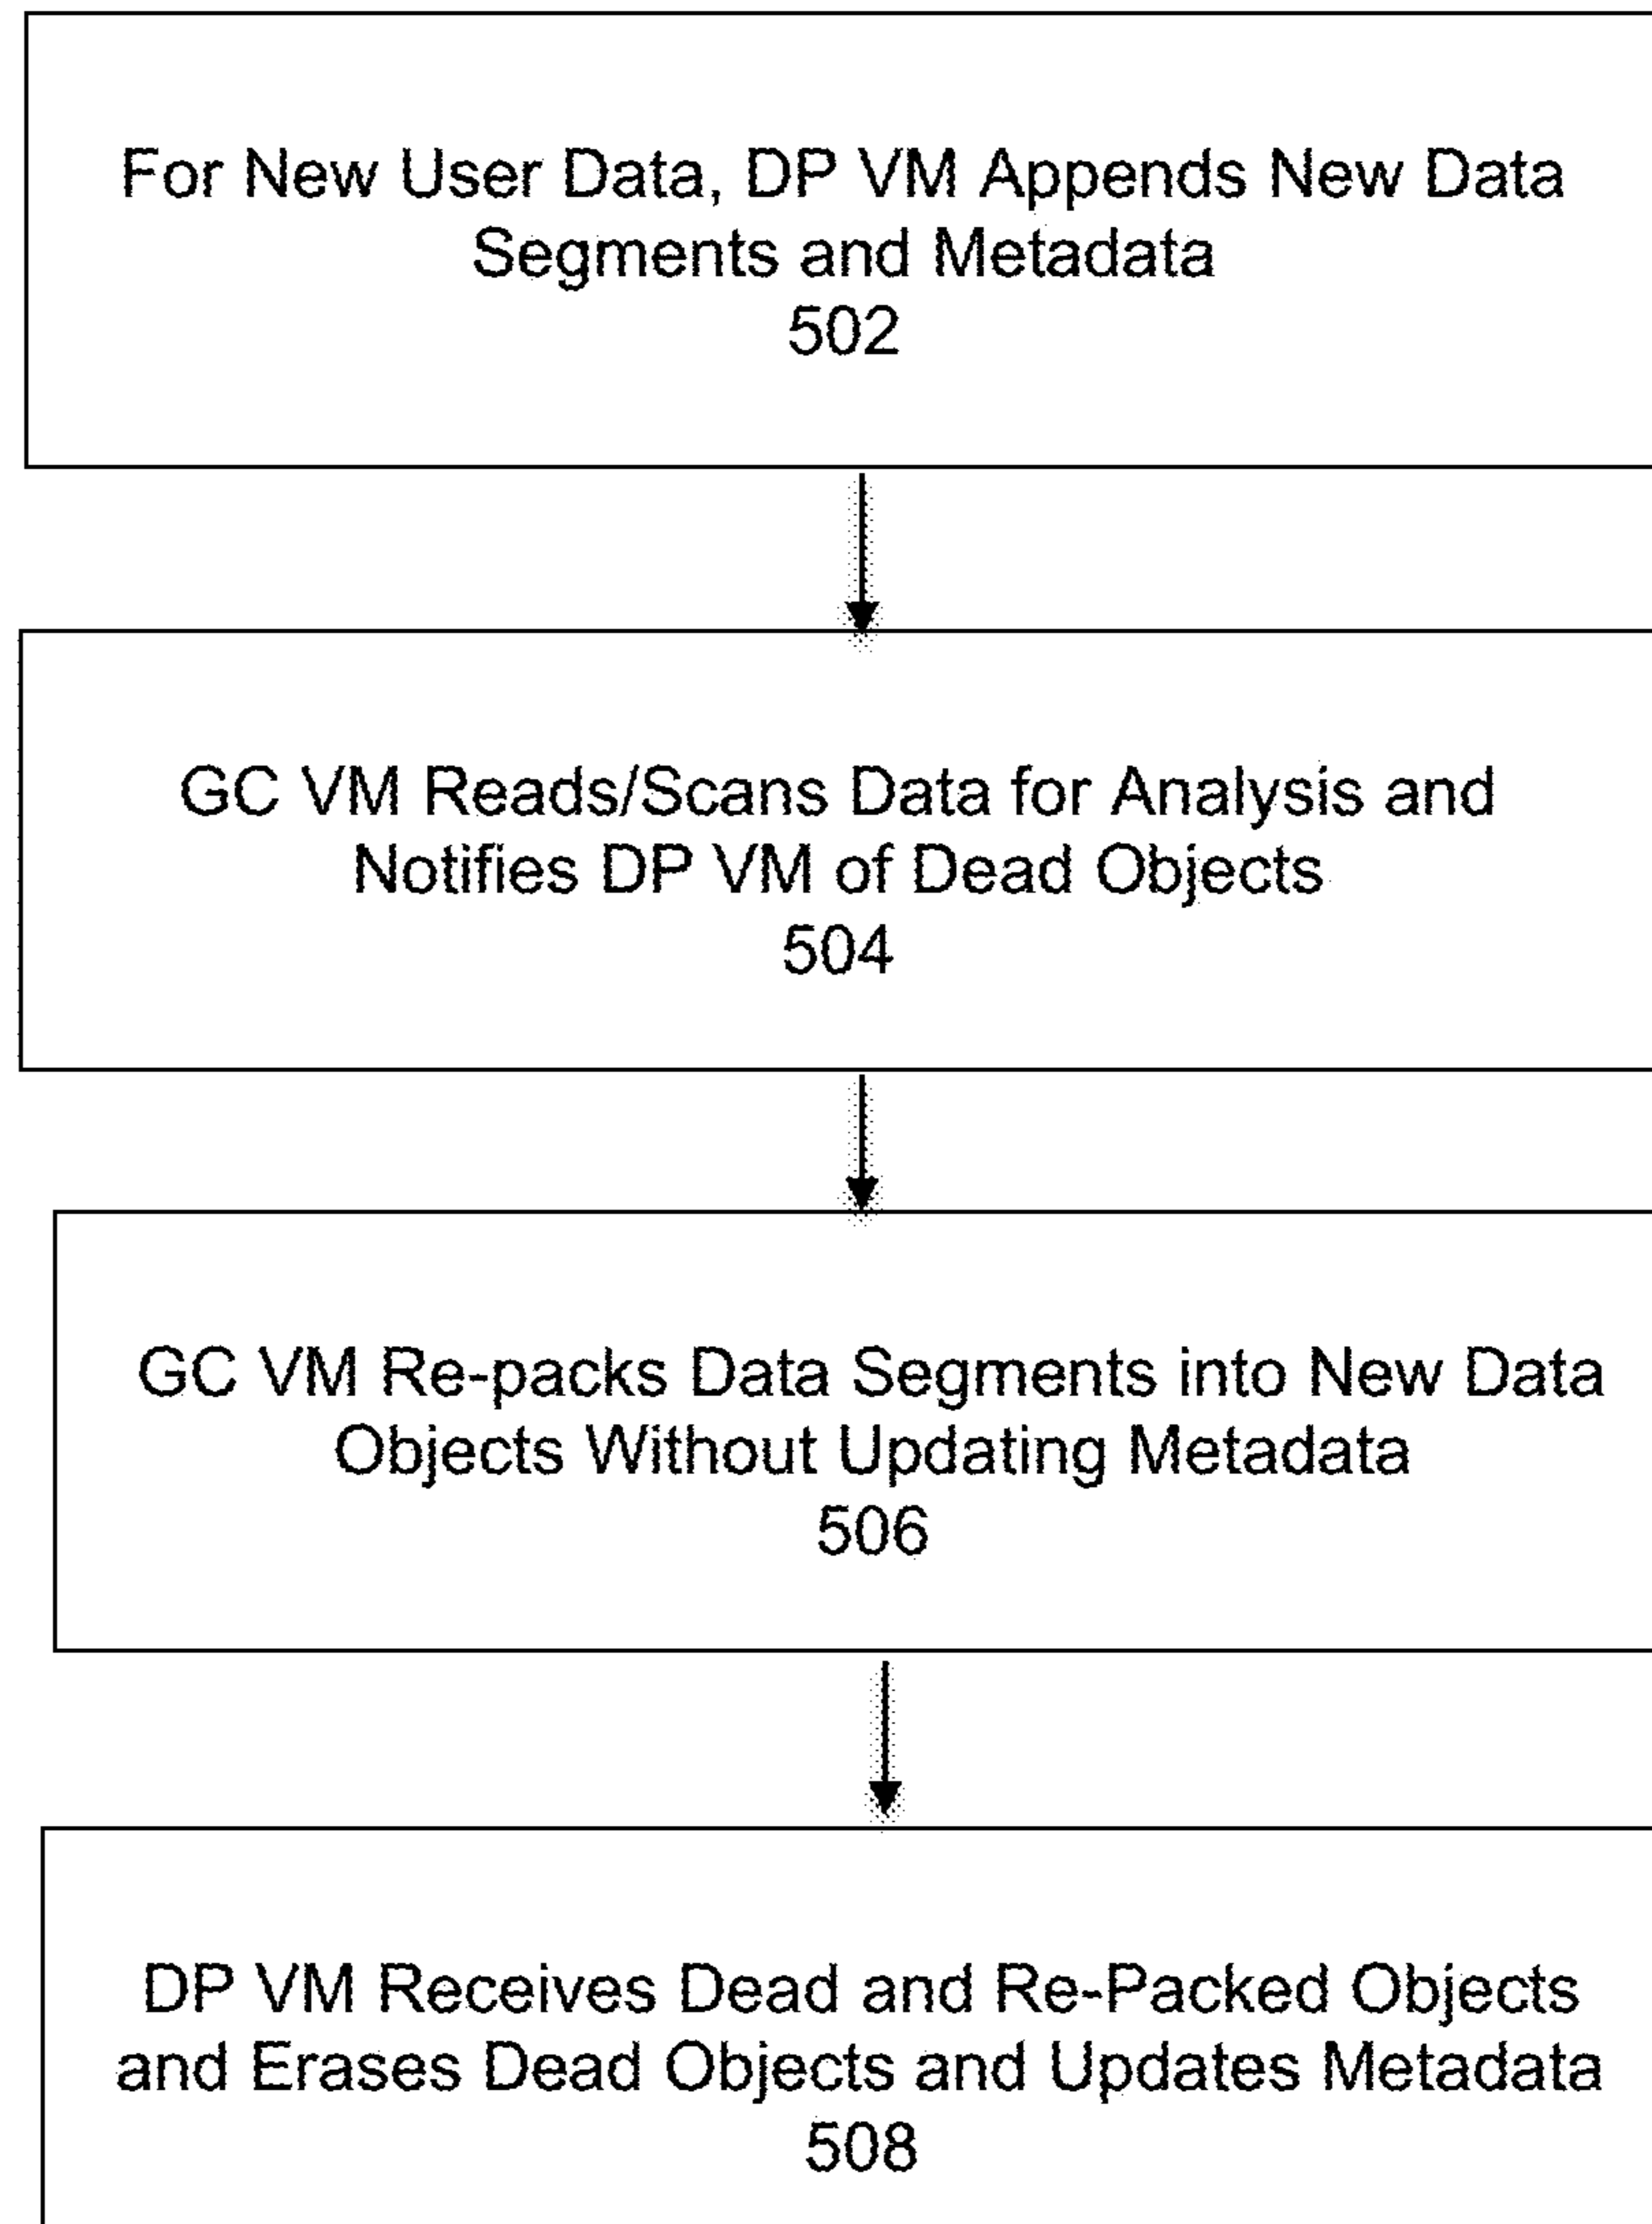 For New User Data, DP VM Appends New Data
Segments and Metadata
502
GC VM Reads/Scans Data for Analysis and
Notifies DP VM of Dead Objects
504
GC VM Re-packs Data Segments into New Data
Objects Without Updating Metadata
506
DP VM Receives Dead and Re-Packed Objects
and Erases Dead Objects and Updates Metadata
508